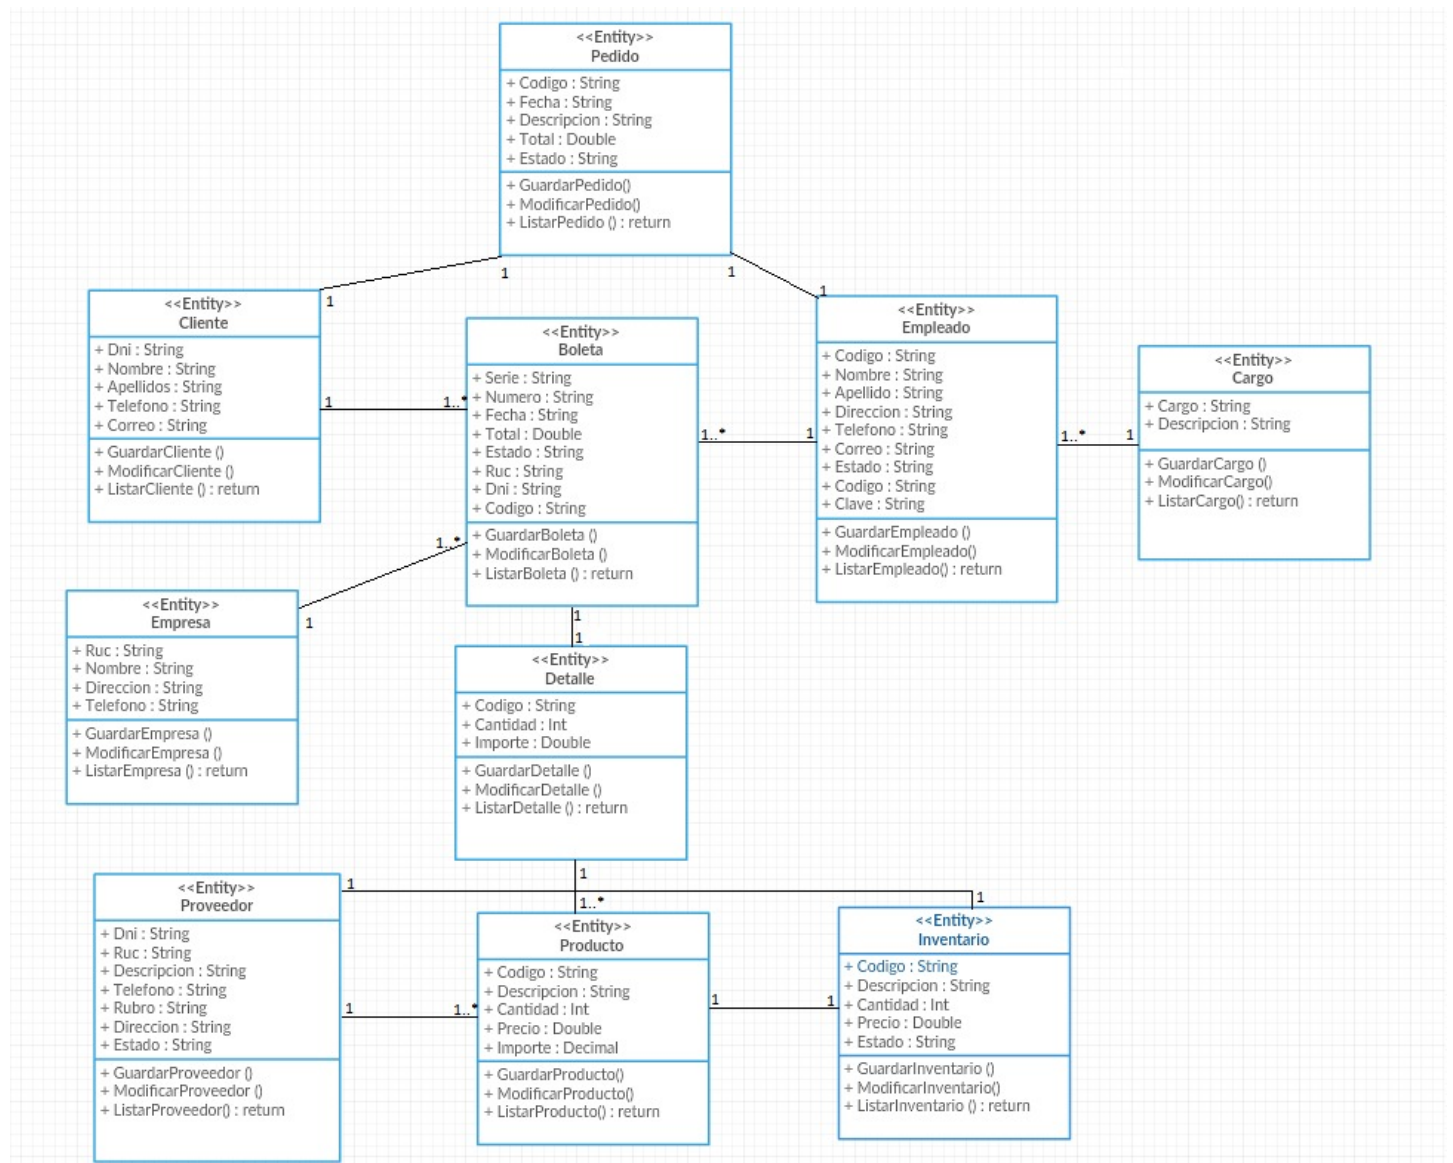 <<Entity>>
Pedido
+ Codigo : String
+ Fecha : String
+ Descripcion : String
+ Total : Double
+ Estado : String
+ GuardarPedido()
+ ModificarPedido()
+ ListarPedido () : return
1
1
1
1
<<Entity>>
Cliente
+ Dni : String
+ Nombre : String
+ Apellidos : String
+ Telefono : String
+ Correo : String
+ GuardarCliente ()
+ ModificarCliente ()
+ ListarCliente () : return
1
1..*
<<Entity>>
Boleta
+ Serie : String
+ Numero : String
+ Fecha : String
+ Total : Double
+ Estado : String
+ Ruc : String
+ Dni : String
+ Codigo : String
+ GuardarBoleta ()
+ ModificarBoleta ()
+ ListarBoleta () : return
1..*
1
<<Entity>>
Empleado
+ Codigo : String
+ Nombre : String
+ Apellido : String
+ Direccion : String
+ Telefono : String
+ Correo : String
+ Estado : String
+ Codigo : String
+ Clave : String
+ GuardarEmpleado ()
+ ModificarEmpleado()
+ ListarEmpleado() : return
1..*
1
<<Entity>>
Cargo
+ Cargo : String
+ Descripcion : String
+ GuardarCargo ()
+ ModificarCargo()
+ ListarCargo() : return
1..*
1
<<Entity>>
Empresa
+ Ruc : String
+ Nombre : String
+ Direccion : String
+ Telefono : String
+ GuardarEmpresa ()
+ ModificarEmpresa ()
+ ListarEmpresa () : return
1
1
<<Entity>>
Detalle
+ Codigo : String
+ Cantidad : Int
+ Importe : Double
+ GuardarDetalle ()
+ ModificarDetalle ()
+ ListarDetalle () : return
1
1..*
1
1
<<Entity>>
Proveedor
+ Dni : String
+ Ruc : String
+ Descripcion : String
+ Telefono : String
+ Rubro : String
+ Direccion : String
+ Estado : String
+ GuardarProveedor ()
+ ModificarProveedor ()
+ ListarProveedor() : return
1
1..*
<<Entity>>
Producto
+ Codigo : String
+ Descripcion : String
+ Cantidad : Int
+ Precio : Double
+ Importe : Decimal
+ GuardarProducto()
+ ModificarProducto()
+ ListarProducto() : return
1
1
<<Entity>>
Inventario
+ Codigo : String
+ Descripcion : String
+ Cantidad : Int
+ Precio : Double
+ Estado : String
+ GuardarInventario ()
+ ModificarInventario()
+ ListarInventario () : return